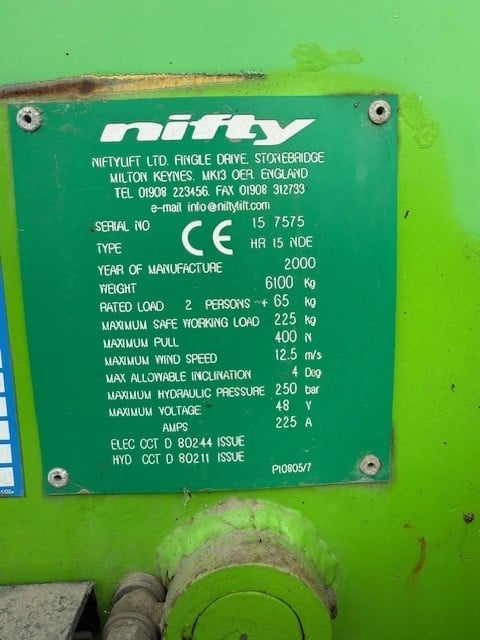 nifty
NIFTYLIFT LTD. FINGLE DRIVE, STONEBRIDGE
MILTON KEYNES. MK13 OER. ENGLAND
TEL 01908 223456. FAX 01908 312733
e-mail info@niftylift.com
SERIAL NO 15 7575
CE
TYPE HR 15 NDE
YEAR OF MANUFACTURE 2000
WEIGHT 6100 Kg
RATED LOAD 2 PERSONS + 65 kg
MAXIMUM SAFE WORKING LOAD 225 kg
MAXIMUM PULL 400 N
MAXIMUM WIND SPEED 12.5 m/s
MAX ALLOWABLE INCLINATION 4 Deg
MAXIMUM HYDRAULIC PRESSURE 250 bar
MAXIMUM VOLTAGE 48 V
AMPS 225 A
ELEC CCT D 80244 ISSUE
HYD CCT D 80211 ISSUE
P10805/7